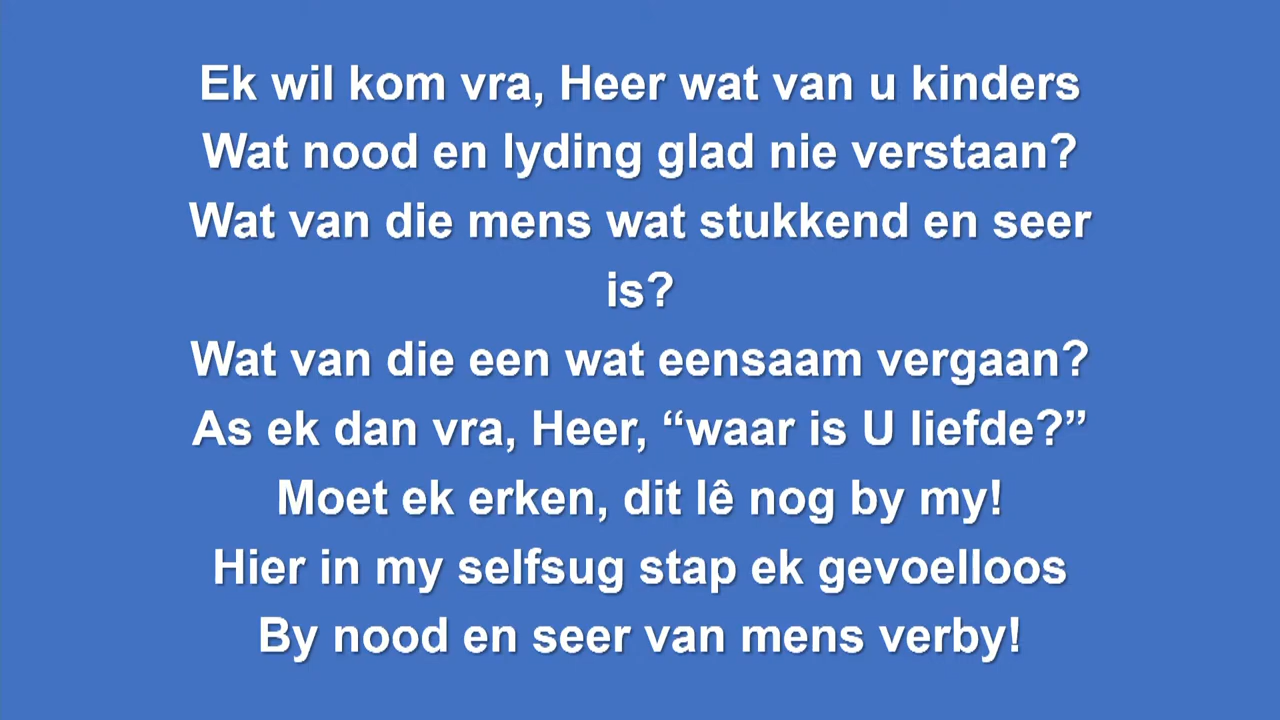 Ek wil kom vra, Heer wat van u kinders
Wat nood en lyding glad nie verstaan?
Wat van die mens wat stukkend en seer
is?
Wat van die een wat eensaam vergaan?
As ek dan vra, Heer, “waar is U liefde?”
Moet ek erken, dit lê nog by my!
Hier in my selfsug stap ek gevoelloos
By nood en seer van mens verby!